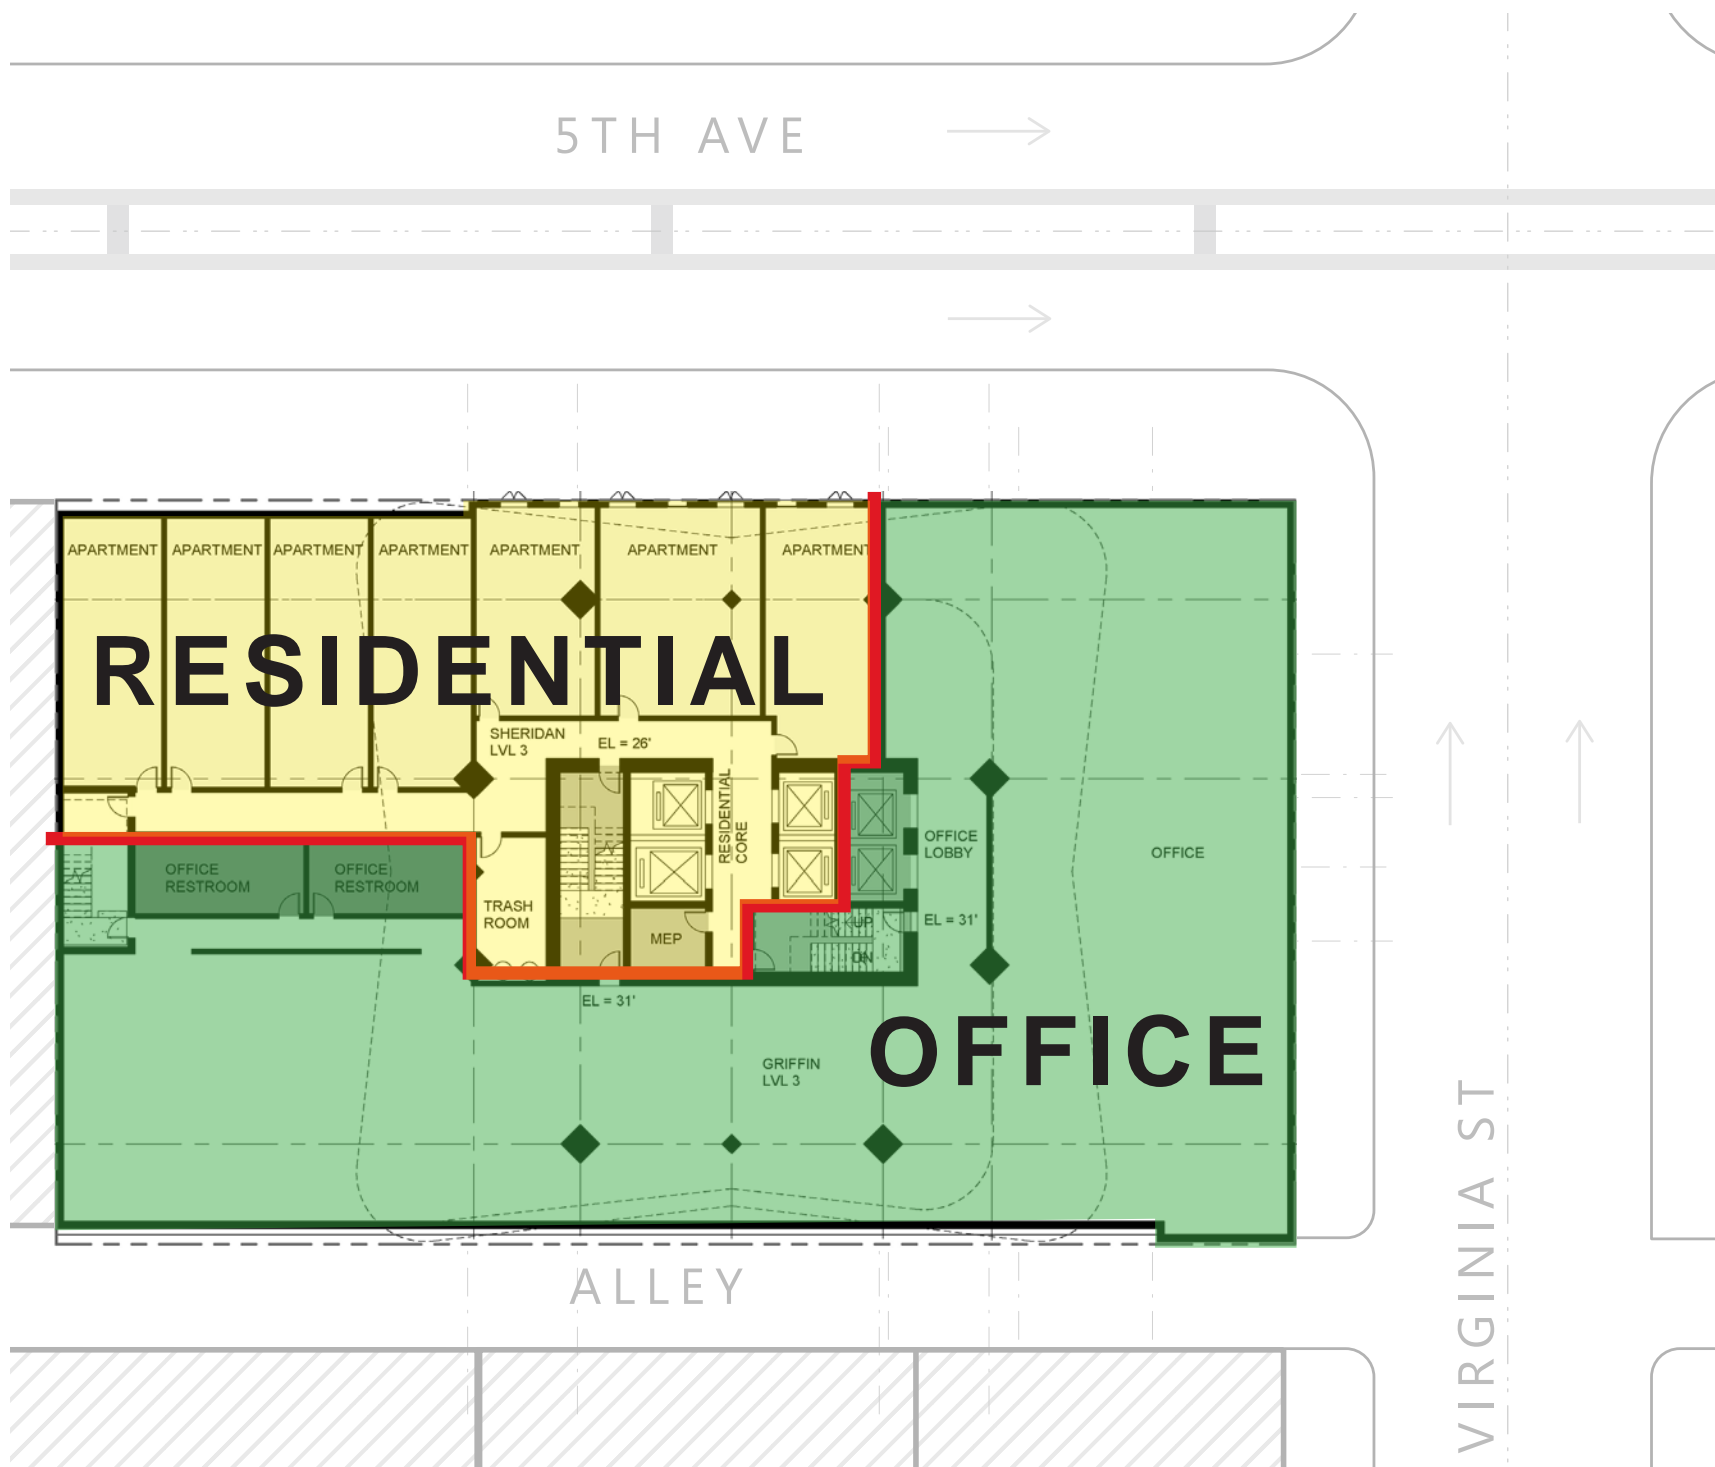 5TH AVE
APARTMENT
APARTMENT
APARTMENT
APARTMENT
APARTMENT
APARTMENT
APARTMENT
RESIDENTIAL
SHERIDAN
LVL 3
EL = 26'
RESIDENTIAL
CORE
OFFICE
RESTROOM
OFFICE
RESTROOM
TRASH
ROOM
MEP
UP
DN
OFFICE
LOBBY
OFFICE
EL = 31'
EL = 31'
OFFICE
GRIFFIN
LVL 3
ALLEY
VIRGINIA ST